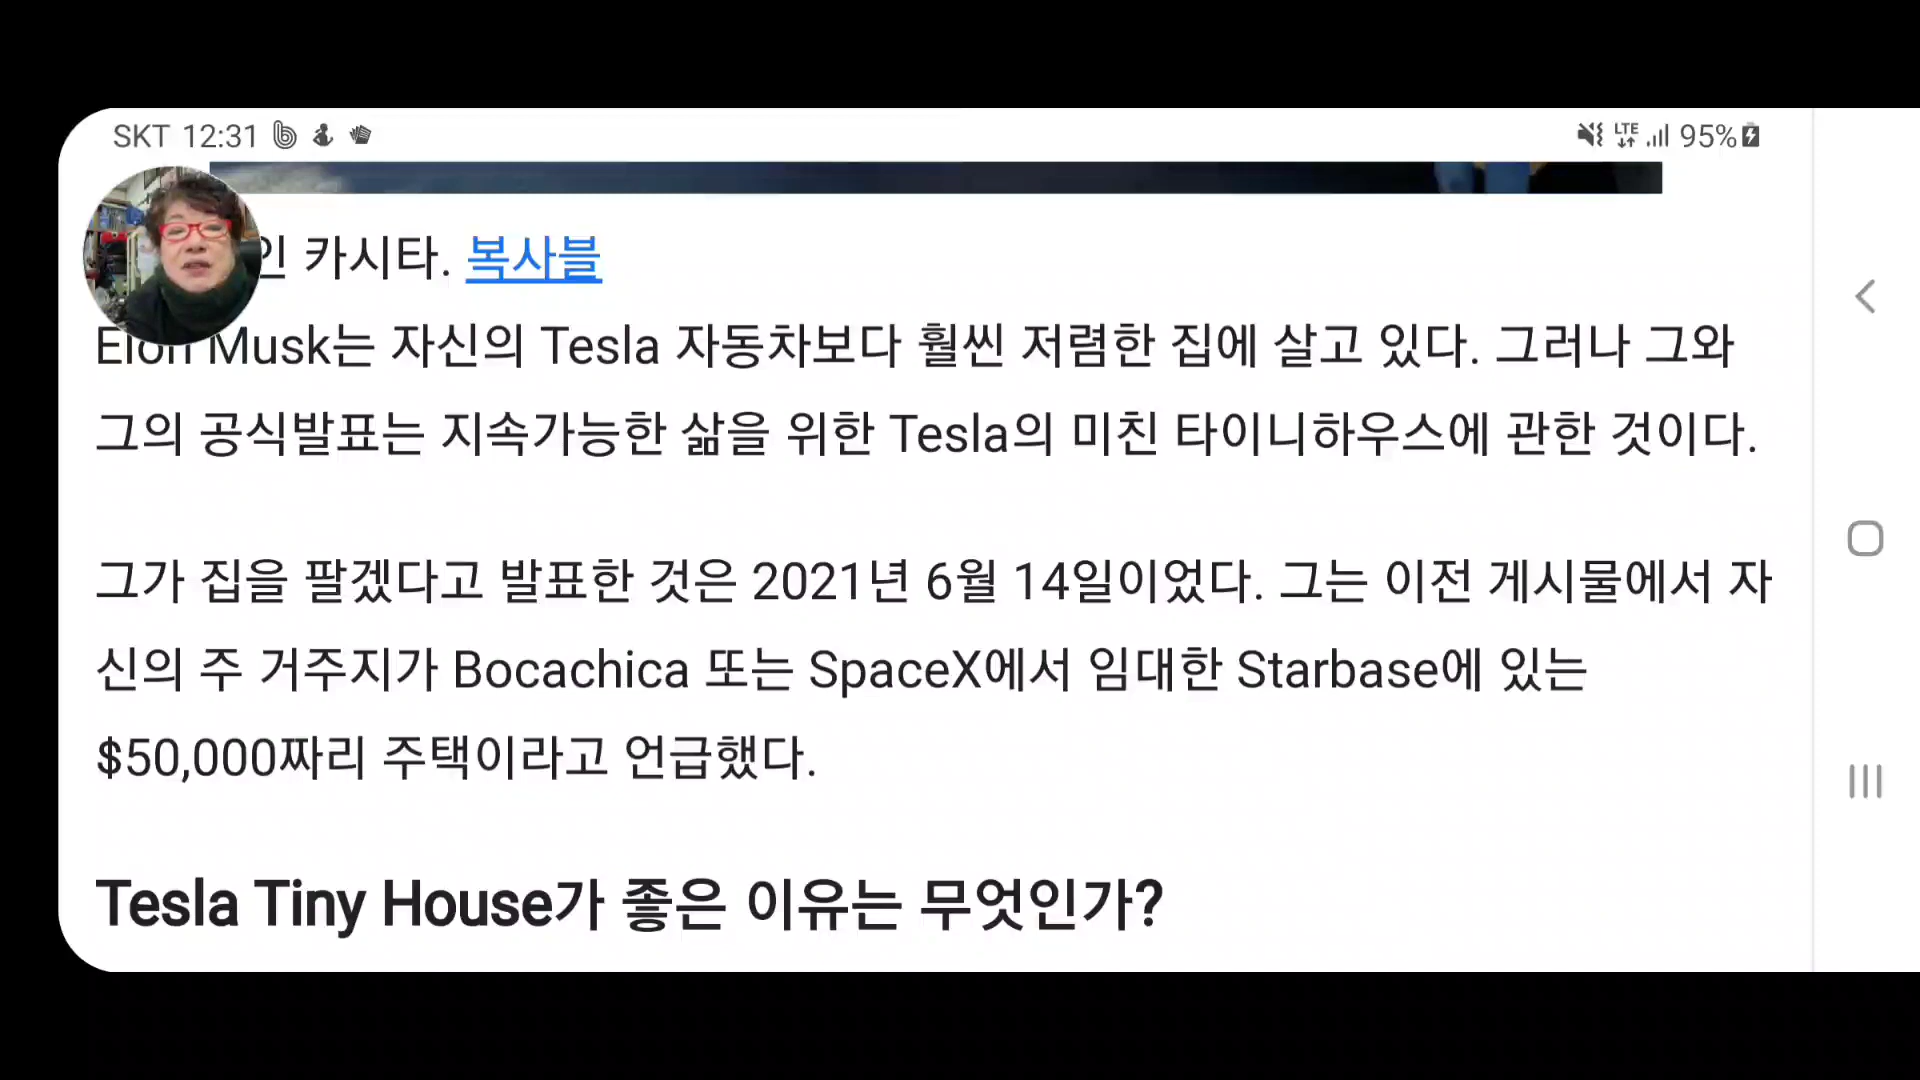 SKT 12:31
LTE 95%
인 카시타. 복사블
Elon Musk는 자신의 Tesla 자동차보다 훨씬 저렴한 집에 살고 있다. 그러나 그와
그의 공식발표는 지속가능한 삶을 위한 Tesla의 미친 타이니하우스에 관한 것이다.
그가 집을 팔겠다고 발표한 것은 2021년 6월 14일이었다. 그는 이전 게시물에서 자
신의 주 거주지가 Bocachica 또는 SpaceX에서 임대한 Starbase에 있는
$50,000짜리 주택이라고 언급했다.
Tesla Tiny House가 좋은 이유는 무엇인가?